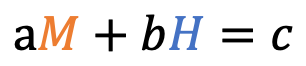 aM + bH = c